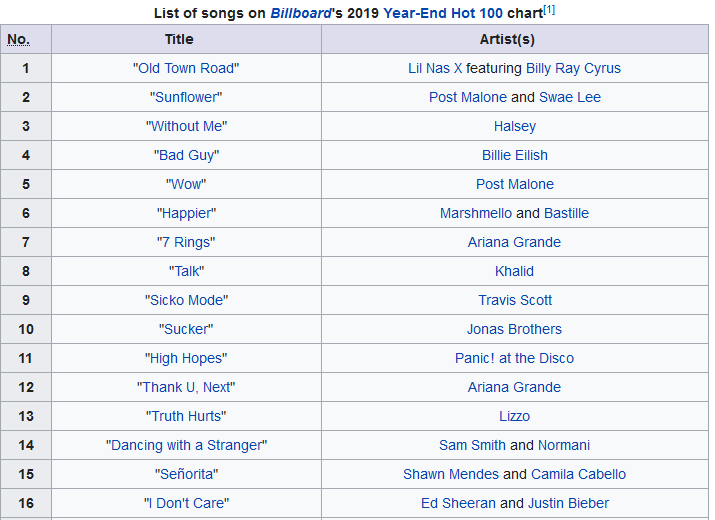 List of songs on Billboard's 2019 Year-End Hot 100 chart[1]
No. Title Artist(s)
1 "Old Town Road" Lil Nas X featuring Billy Ray Cyrus
2 "Sunflower" Post Malone and Swae Lee
3 "Without Me" Halsey
4 "Bad Guy" Billie Eilish
5 "Wow" Post Malone
6 "Happier" Marshmello and Bastille
7 "7 Rings" Ariana Grande
8 "Talk" Khalid
9 "Sicko Mode" Travis Scott
10 "Sucker" Jonas Brothers
11 "High Hopes" Panic! at the Disco
12 "Thank U, Next" Ariana Grande
13 "Truth Hurts" Lizzo
14 "Dancing with a Stranger" Sam Smith and Normani
15 "Señorita" Shawn Mendes and Camila Cabello
16 "I Don't Care" Ed Sheeran and Justin Bieber